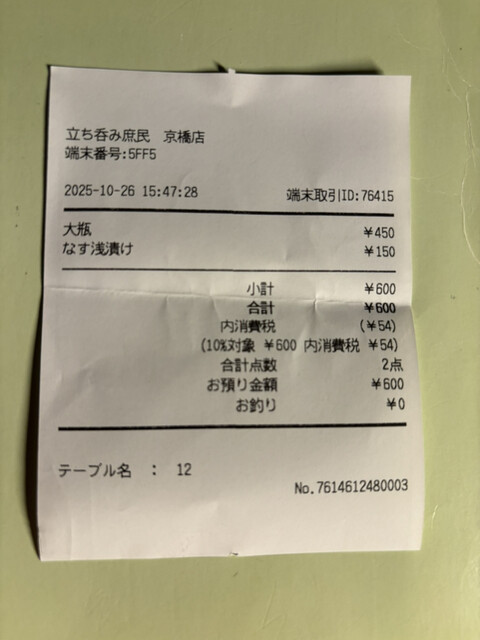 立ち呑み庶民 京橋店
端末番号:5FF5
2025-10-26 15:47:28 端末取引ID:76415
大瓶 ¥450
なす浅漬け ¥150
小計 ¥600
合計 ¥600
内消費税 (¥54)
(10%対象 ¥600 内消費税 ¥54)
合計点数 2点
お預り金額 ¥600
お釣り ¥0
テーブル名 : 12
No.7614612480003